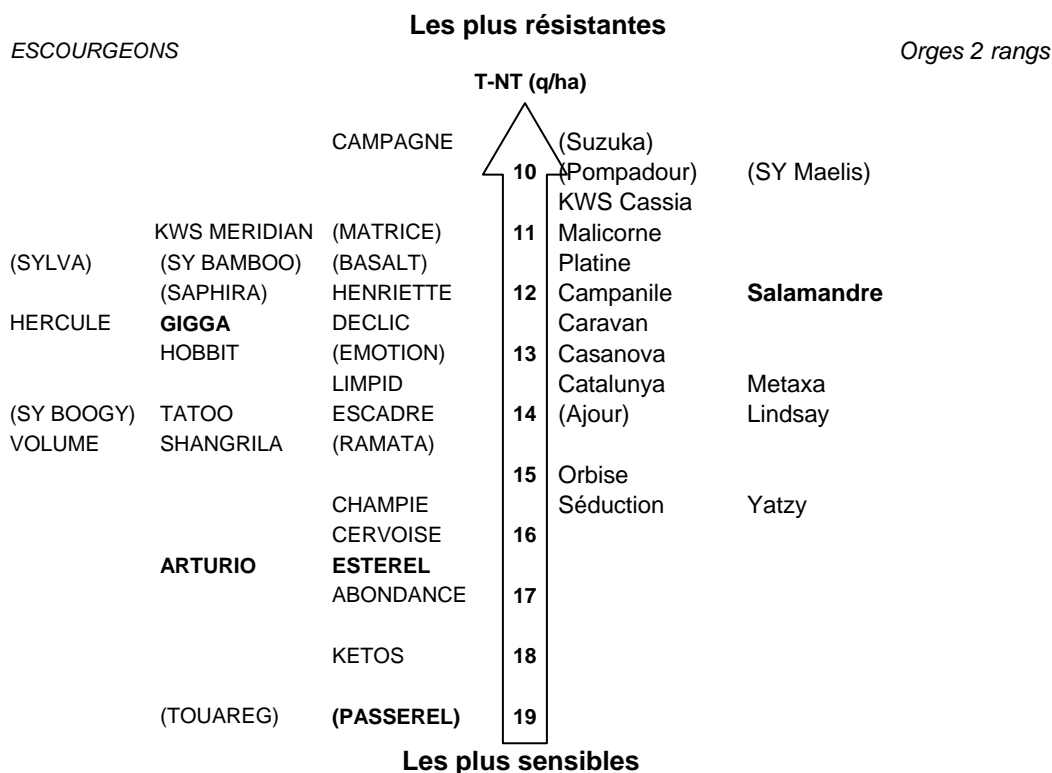 Les plus résistantes
ESCOURGEONS Orges 2 rangs
T-NT (q/ha)
CAMPAGNE (Suzuka)
10 (Pompadour) (SY Maelis)
KWS Cassia
KWS MERIDIAN (MATRICE) 11 Malicorne
(SYLVA) (SY BAMBOO) (BASALT) Platine
(SAPHIRA) HENRIETTE 12 Campanile Salamandre
HERCULE GIGGA DECLIC Caravan
HOBBIT (EMOTION) 13 Casanova
LIMPID Catalunya Metaxa
(SY BOOGY) TATOO ESCADRE 14 (Ajour) Lindsay
VOLUME SHANGRILA (RAMATA)
15 Orbise
CHAMPIE Séduction Yatzy
CERVOISE 16
ARTURIO ESTEREL
ABONDANCE 17
KETOS 18
(TOUAREG) (PASSEREL) 19
Les plus sensibles